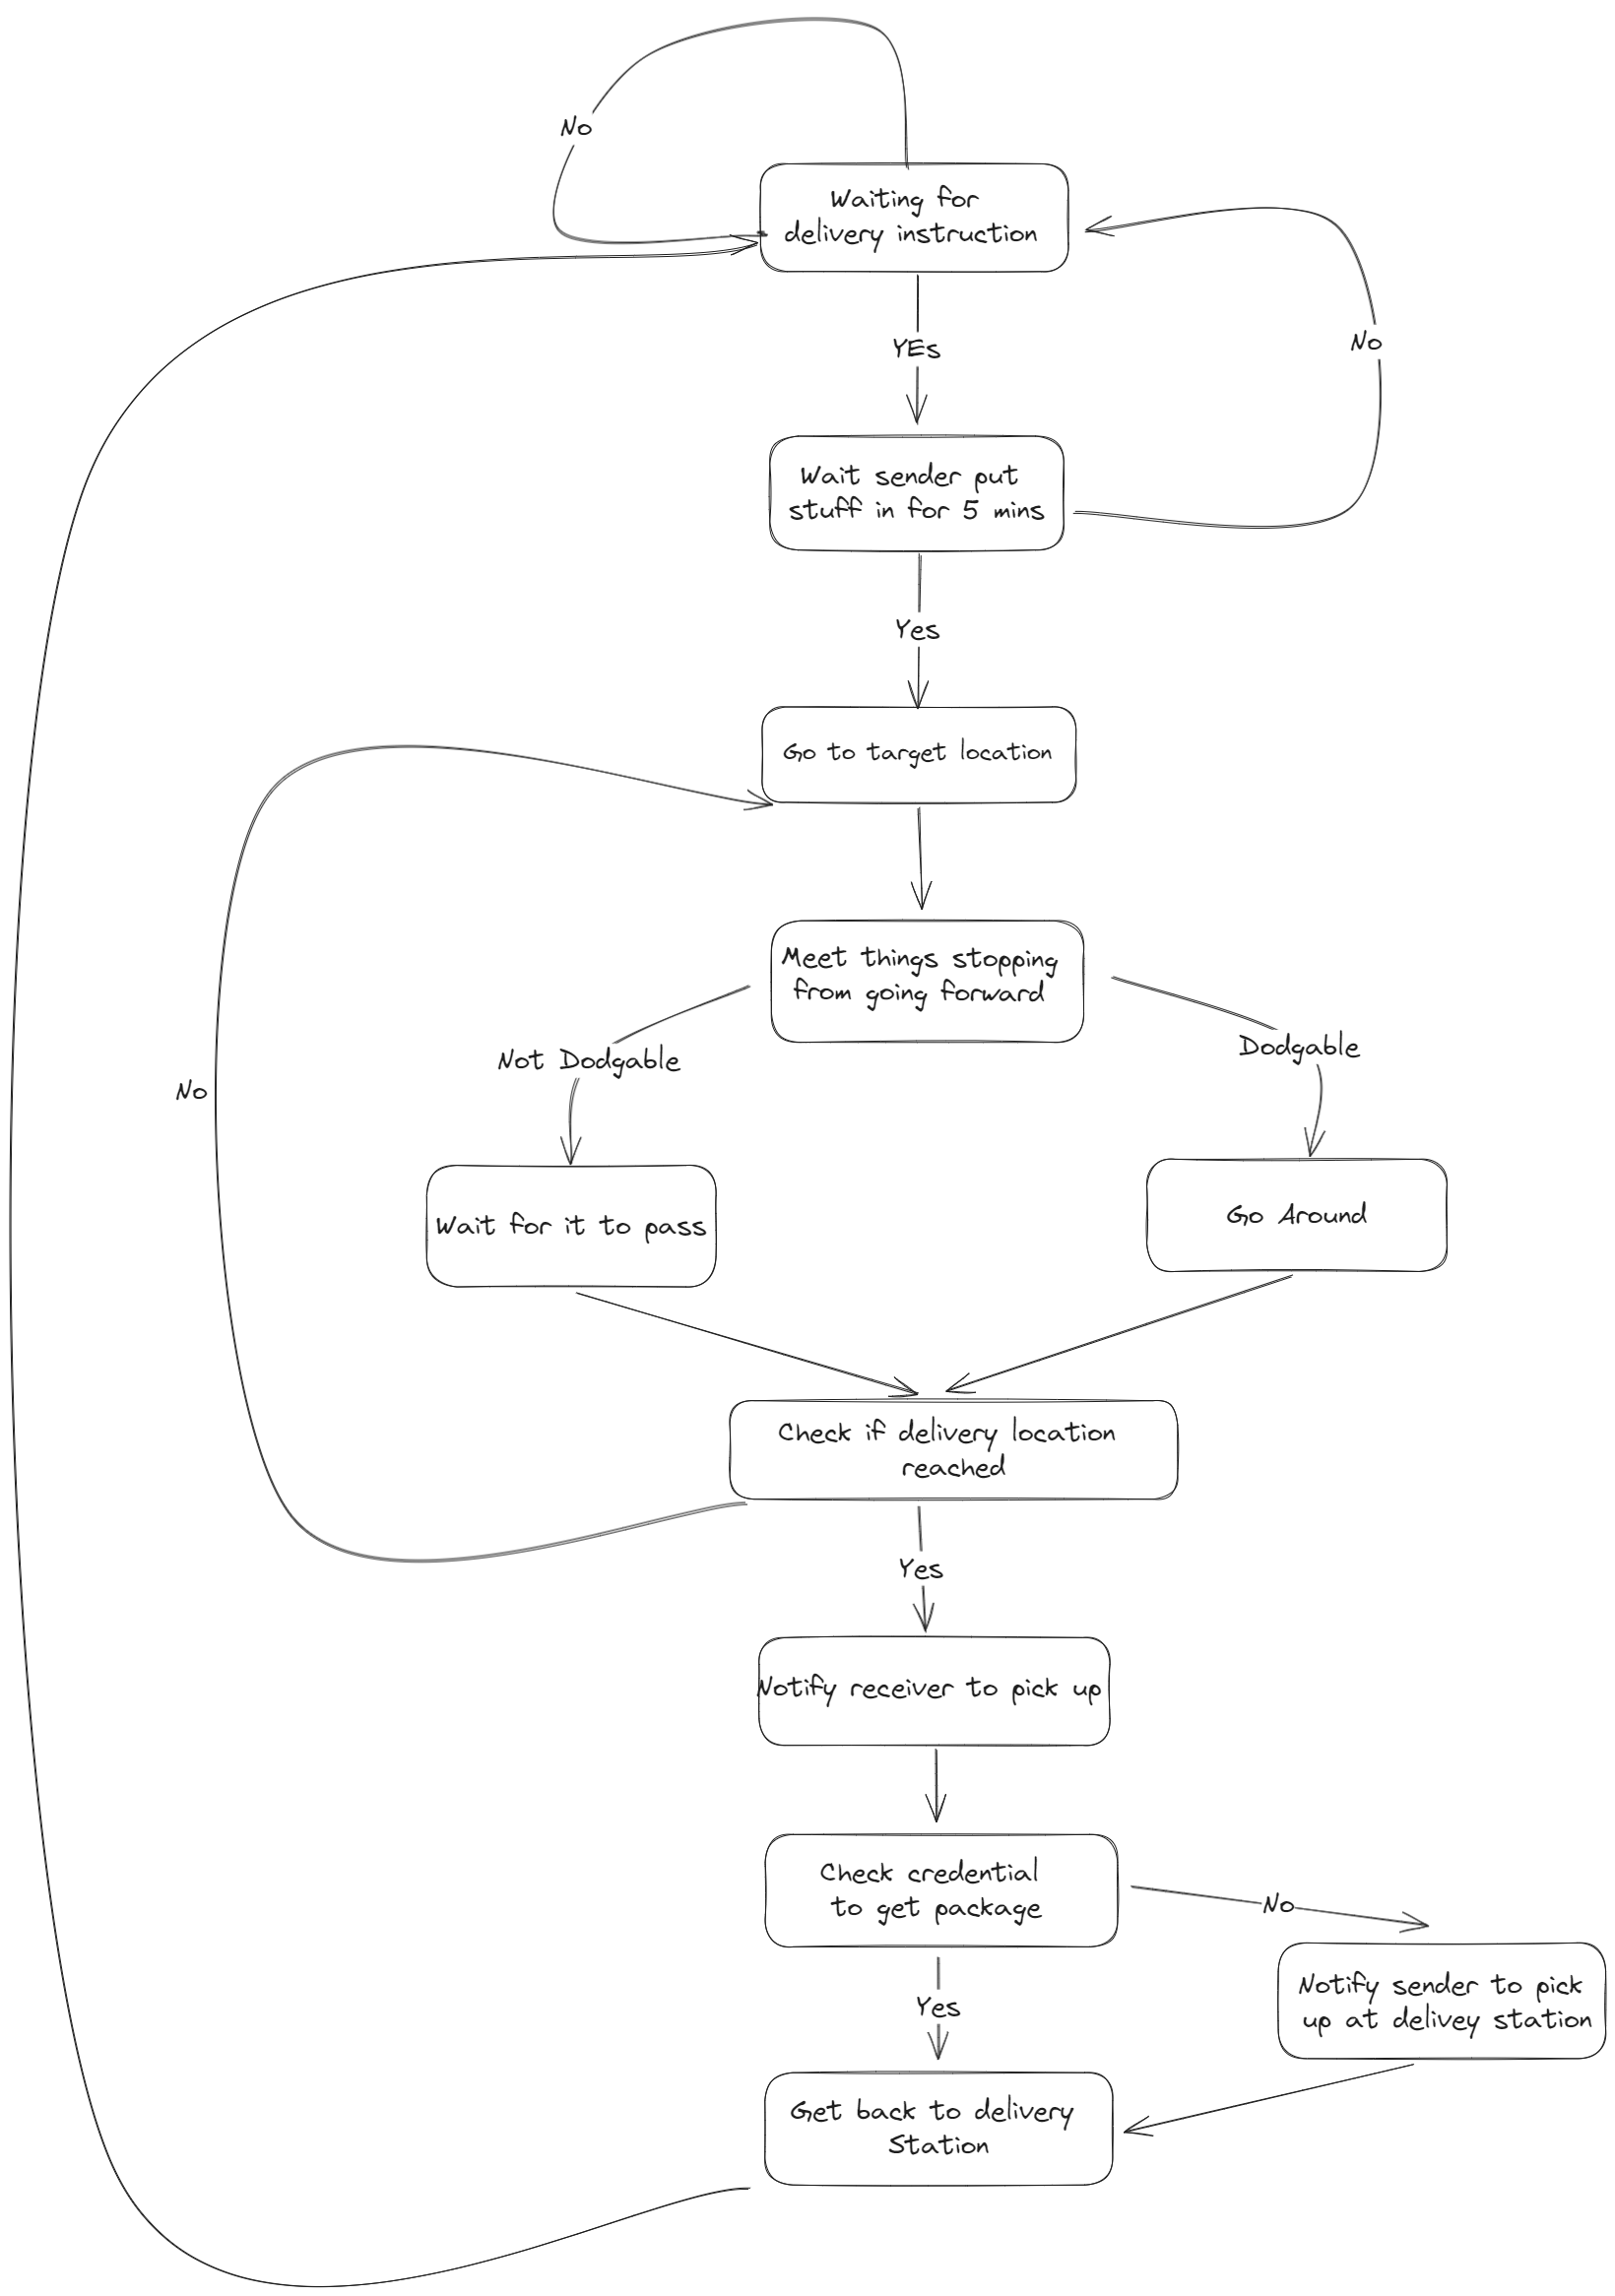 No
Waiting for
delivery instruction
YEs
No
Wait sender put
stuff in for 5 mins
Yes
Go to target location
Meet things stopping
from going forward
Not Dodgable
Dodgable
No
Wait for it to pass
Go Around
Check if delivery location
reached
Yes
Notify receiver to pick up
Check credential
to get package
No
Yes
Notify sender to pick
up at delivey station
Get back to delivery
Station